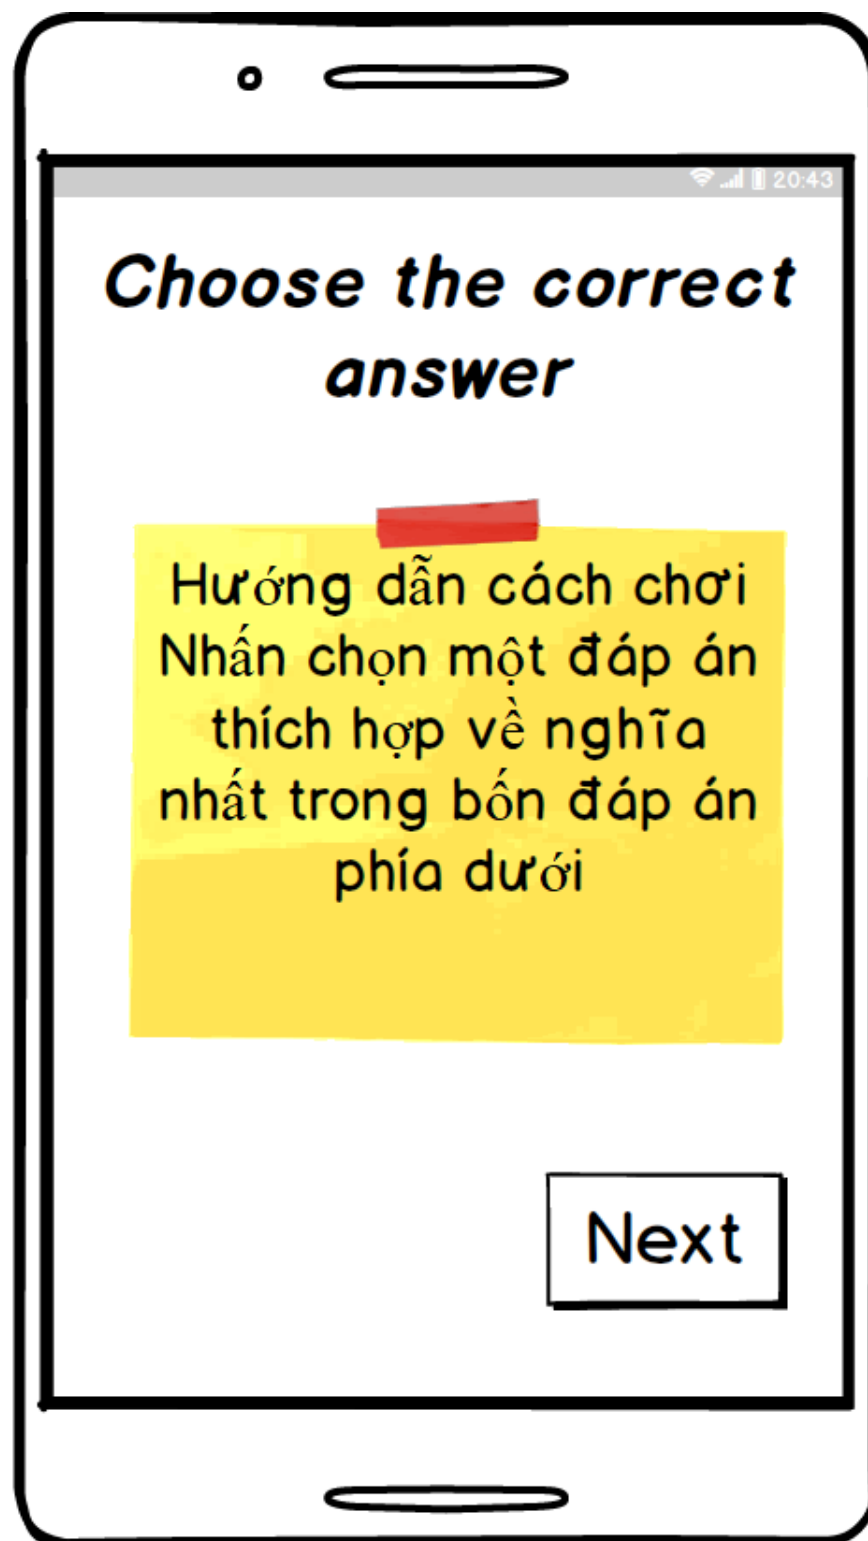 20:43
Choose the correct
answer
Hướng dẫn cách chơi
Nhấn chọn một đáp án
thích hợp về nghĩa
nhất trong bốn đáp án
phía dưới
Next